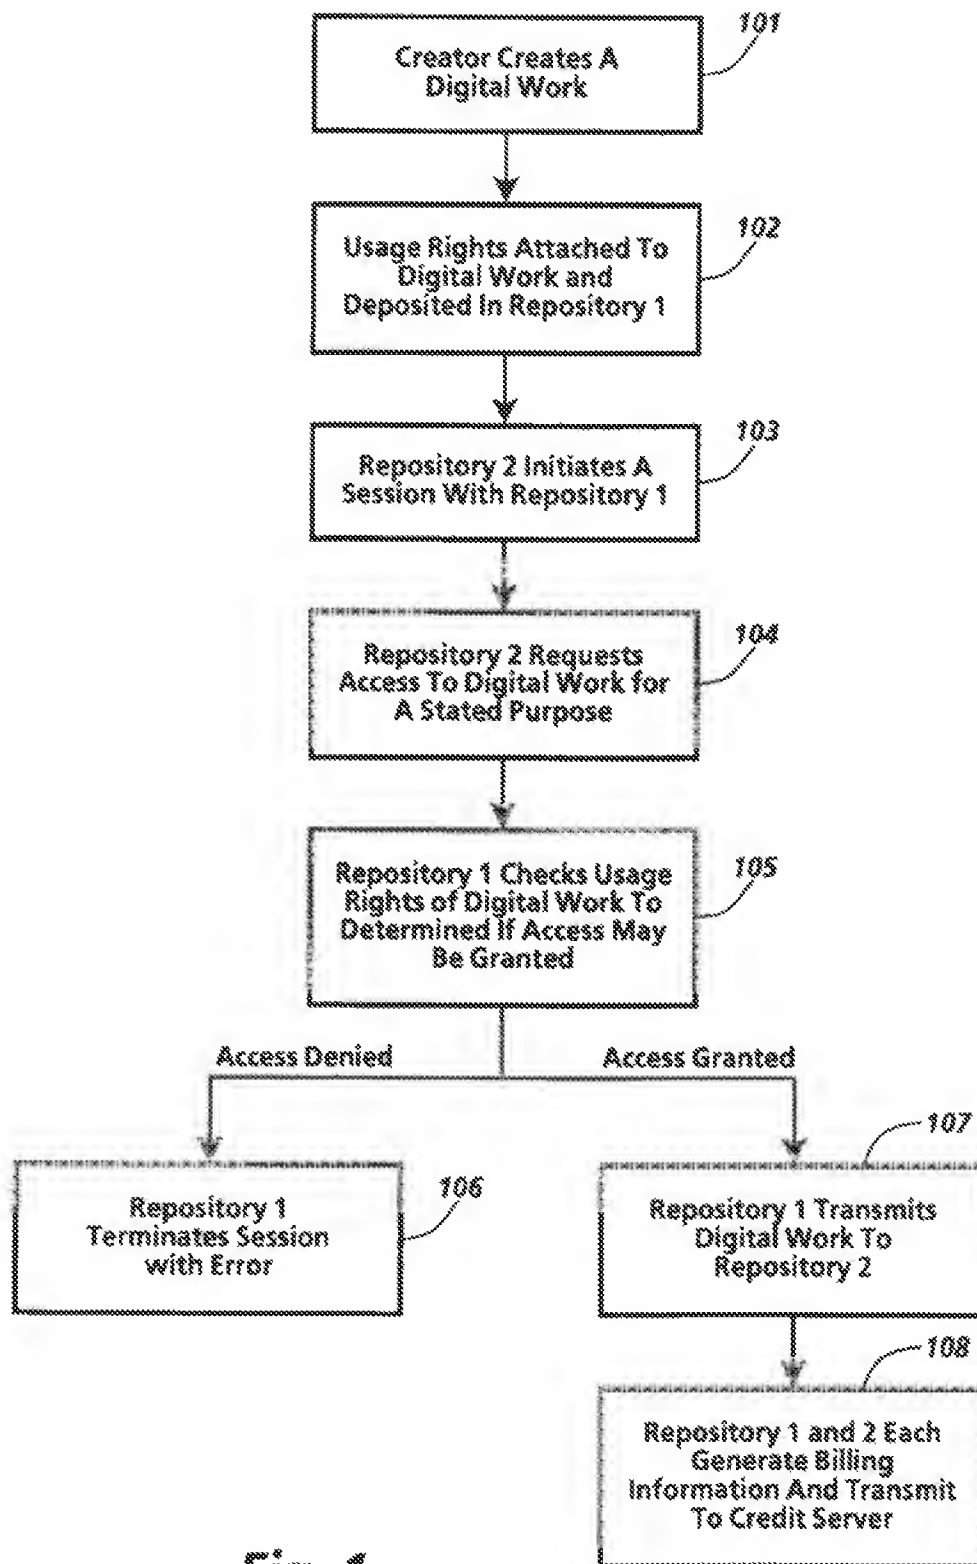 101
Creator Creates A
Digital Work
102
Usage Rights Attached To
Digital Work and
Deposited In Repository 1
103
Repository 2 Initiates A
Session With Repository 1
104
Repository 2 Requests
Access To Digital Work for
A Stated Purpose
105
Repository 1 Checks Usage
Rights of Digital Work To
Determined If Access May
Be Granted
Access Denied
Access Granted
106
Repository 1
Terminates Session
with Error
107
Repository 1 Transmits
Digital Work To
Repository 2
108
Repository 1 and 2 Each
Generate Billing
Information And Transmit
To Credit Server
Fig. 1